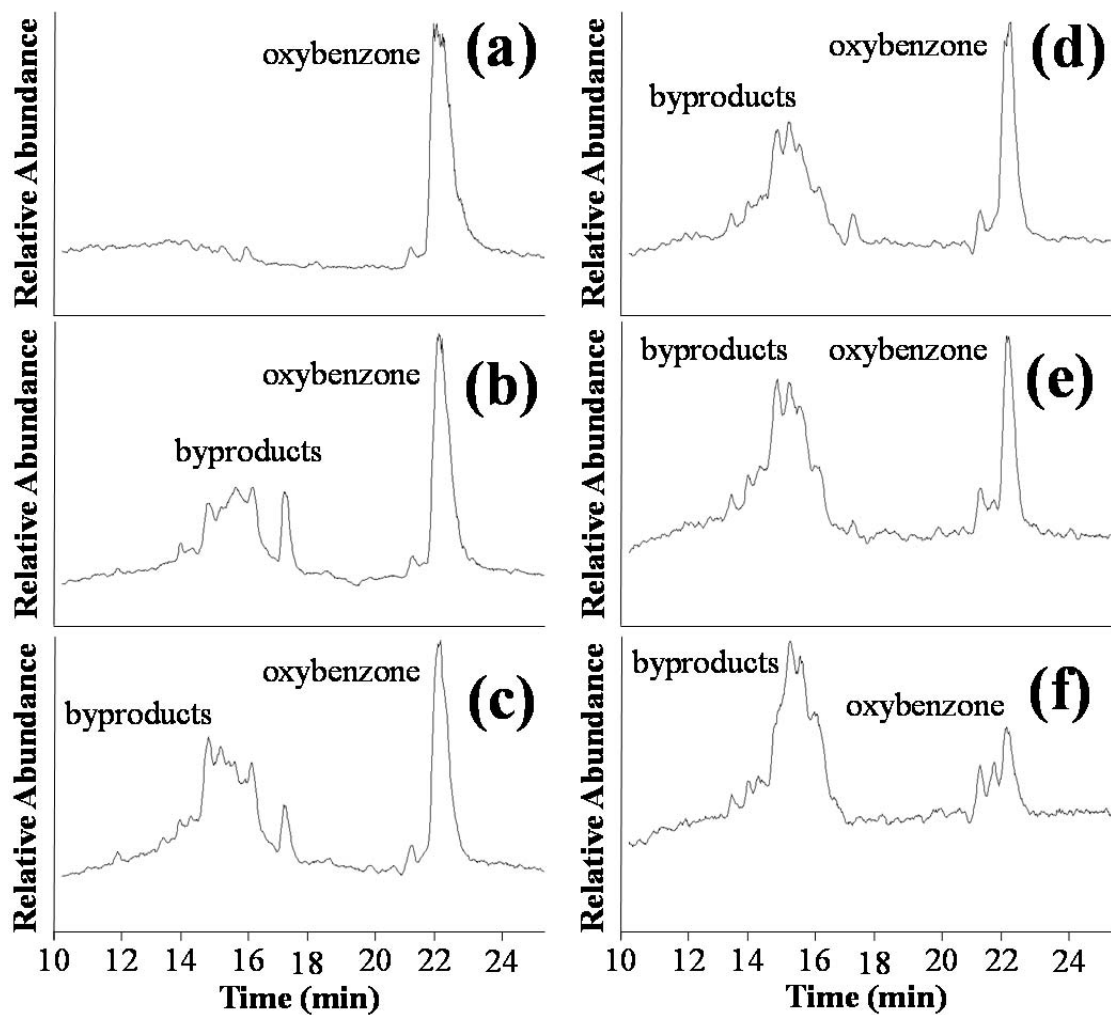 Relative Abundance
oxybenzone
(a)
Relative Abundance
oxybenzone
(b)
byproducts
Relative Abundance
oxybenzone
(c)
byproducts
10 12 14 16 18 20 22 24
Time (min)
Relative Abundance
oxybenzone
(d)
byproducts
Relative Abundance
byproducts
oxybenzone
(e)
Relative Abundance
byproducts
oxybenzone
(f)
10 12 14 16 18 20 22 24
Time (min)